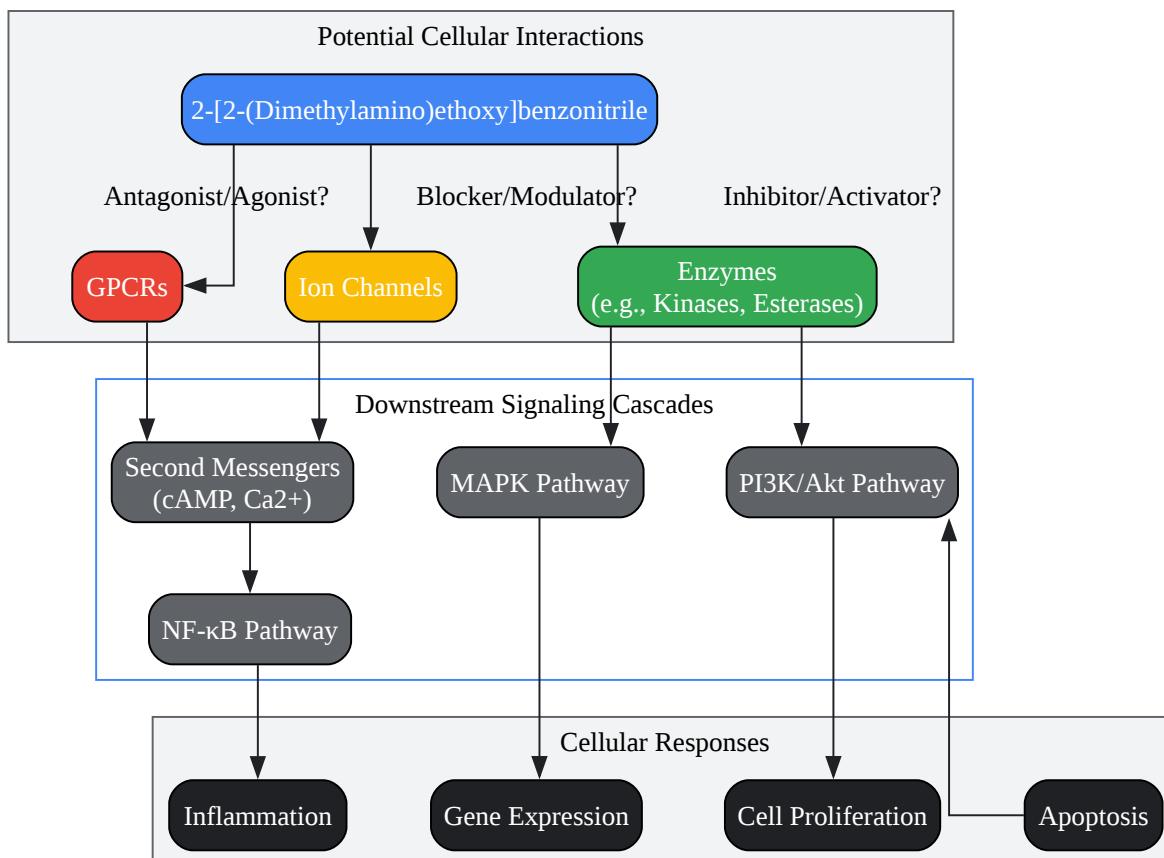 Potential Cellular Interactions
2-[2-(Dimethylamino)ethoxy]benzonitrile
Antagonist/Agonist?
Blocker/Modulator?
Inhibitor/Activator?
GPCRs
Ion Channels
Enzymes
(e.g., Kinases, Esterases)
Downstream Signaling Cascades
Second Messengers
(cAMP, Ca2+)
MAPK Pathway
PI3K/Akt Pathway
NF-κB Pathway
Cellular Responses
Inflammation
Gene Expression
Cell Proliferation
Apoptosis